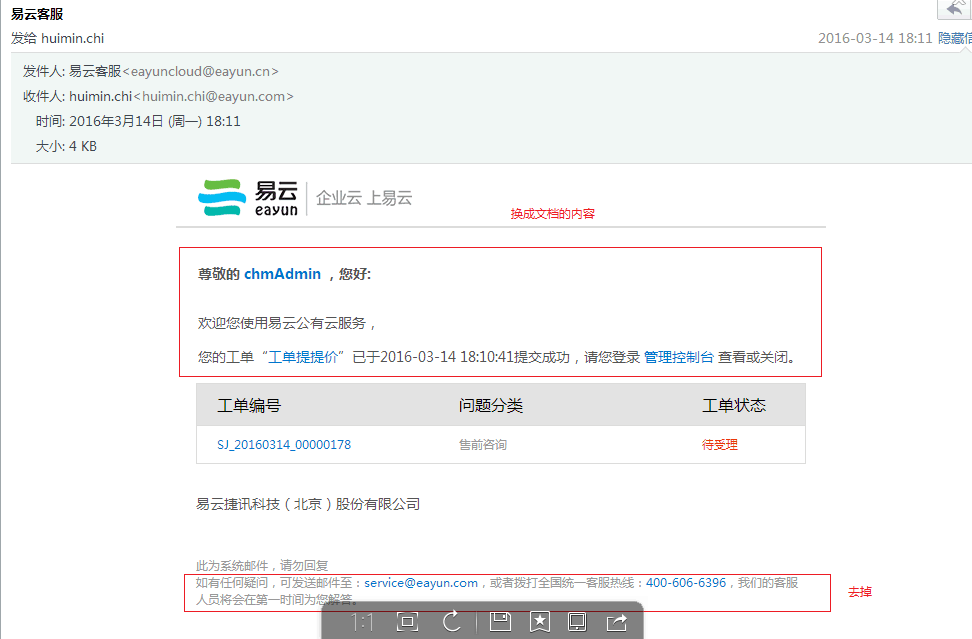 易云客服
发给 huimin.chi
2016-03-14 18:11 隐藏信
发件人: 易云客服<eayuncloud@eayun.cn>
收件人: huimin.chi<huimin.chi@eayun.com>
时间: 2016年3月14日 (周一) 18:11
大小: 4 KB
易云 eayun 企业云 上易云
换成文档的内容
尊敬的 chmAdmin ，您好:
欢迎您使用易云公有云服务，
您的工单“工单提提价”已于2016-03-14 18:10:41提交成功，请您登录 管理控制台 查看或关闭。
工单编号 问题分类 工单状态
SJ_20160314_00000178 售前咨询 待受理
易云捷讯科技（北京）股份有限公司
此为系统邮件，请勿回复
如有任何疑问，可发送邮件至：service@eayun.com，或者拨打全国统一客服热线：400-606-6396，我们的客服
人员将会在第一时间为您解答。
去掉
1:1